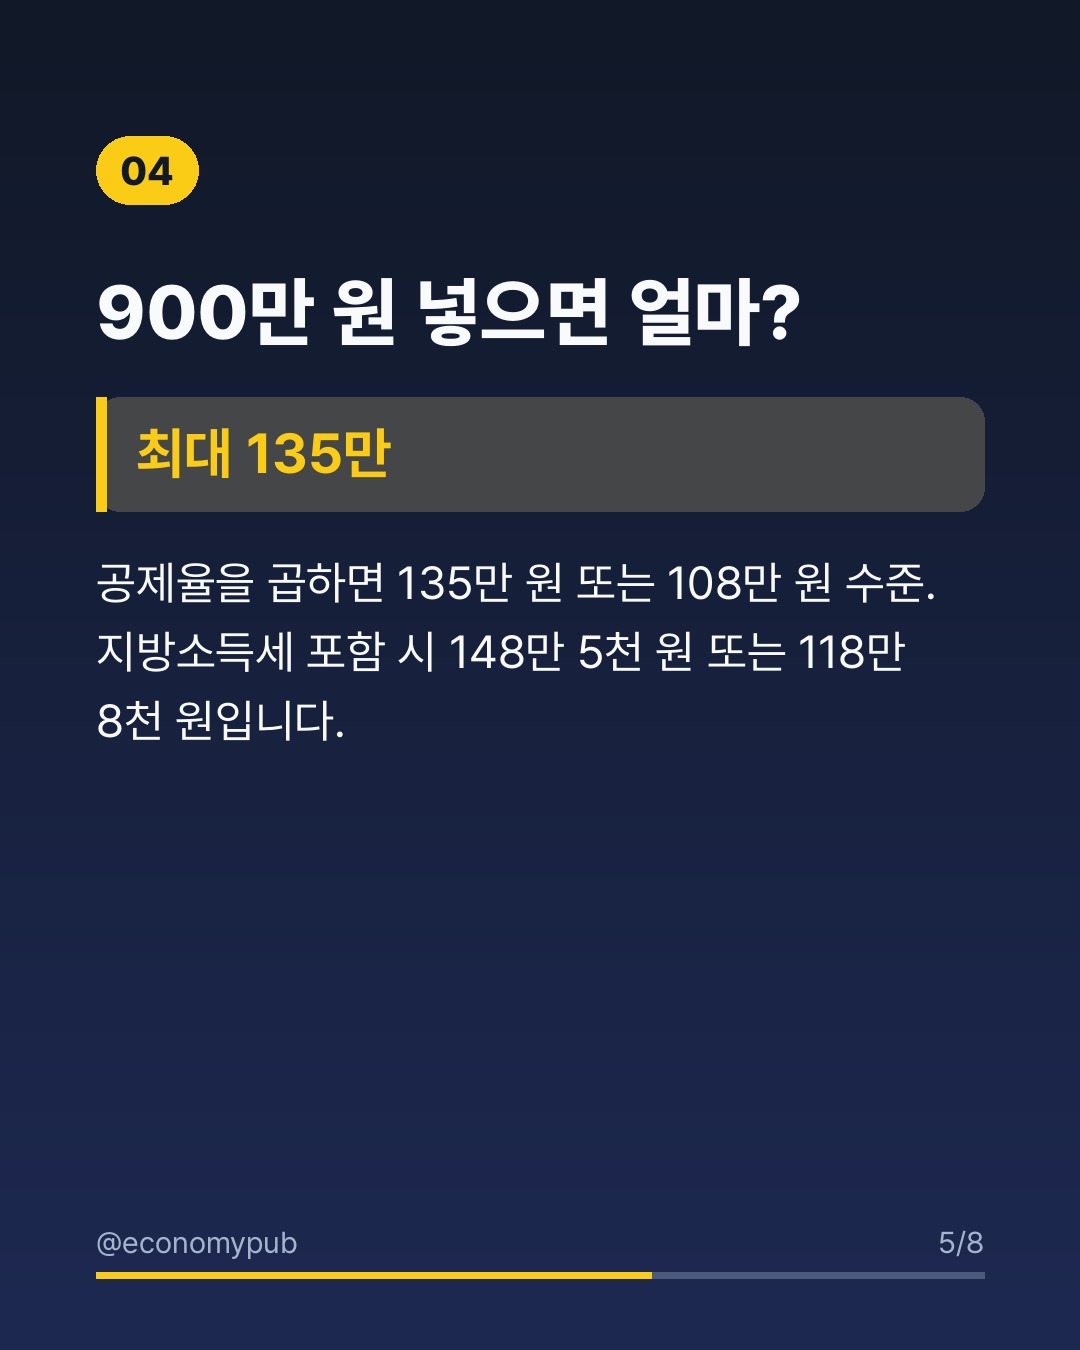 04
900만 원 넣으면 얼마?
최대 135만
공제율을 곱하면 135만 원 또는 108만 원 수준.
지방소득세 포함 시 148만 5천 원 또는 118만
8천 원입니다.
@economypub
5/8